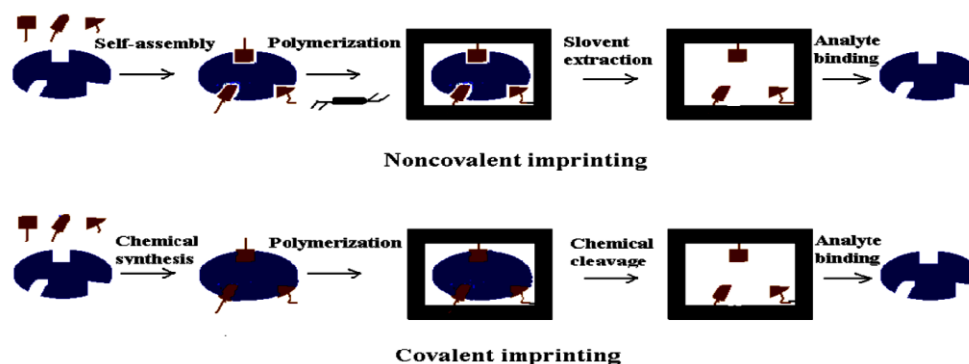 Self-assembly Polymerization Slovent Analyte
extraction binding
Noncovalent imprinting
Chemical Polymerization Chemical Analyte
synthesis cleavage binding
Covalent imprinting